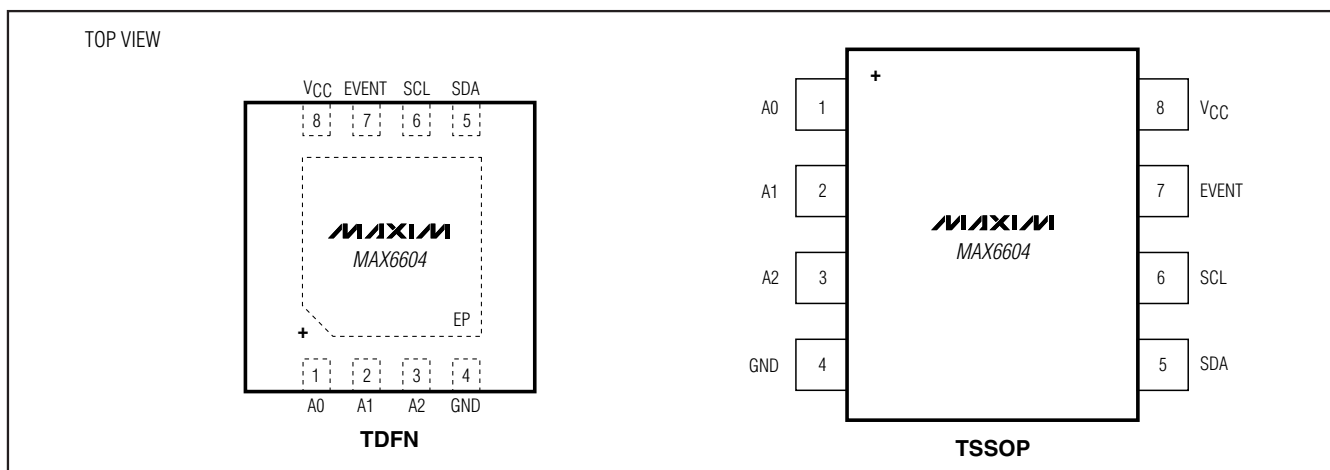 TOP VIEW
VCC EVENT SCL SDA
8 7 6 5
MAXIM
MAX6604
EP
+
1 2 3 4
A0 A1 A2 GND
TDFN
+
A0 1 8 VCC
A1 2 7 EVENT
MAXIM
MAX6604
A2 3 6 SCL
GND 4 5 SDA
TSSOP